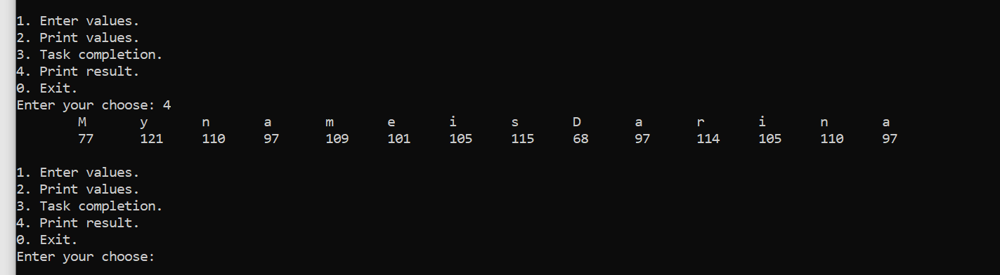 1. Enter values.
2. Print values.
3. Task completion.
4. Print result.
0. Exit.
Enter your choose: 4
M y n a m e i s D a r i n a
77 121 110 97 109 101 105 115 68 97 114 105 110 97
1. Enter values.
2. Print values.
3. Task completion.
4. Print result.
0. Exit.
Enter your choose: